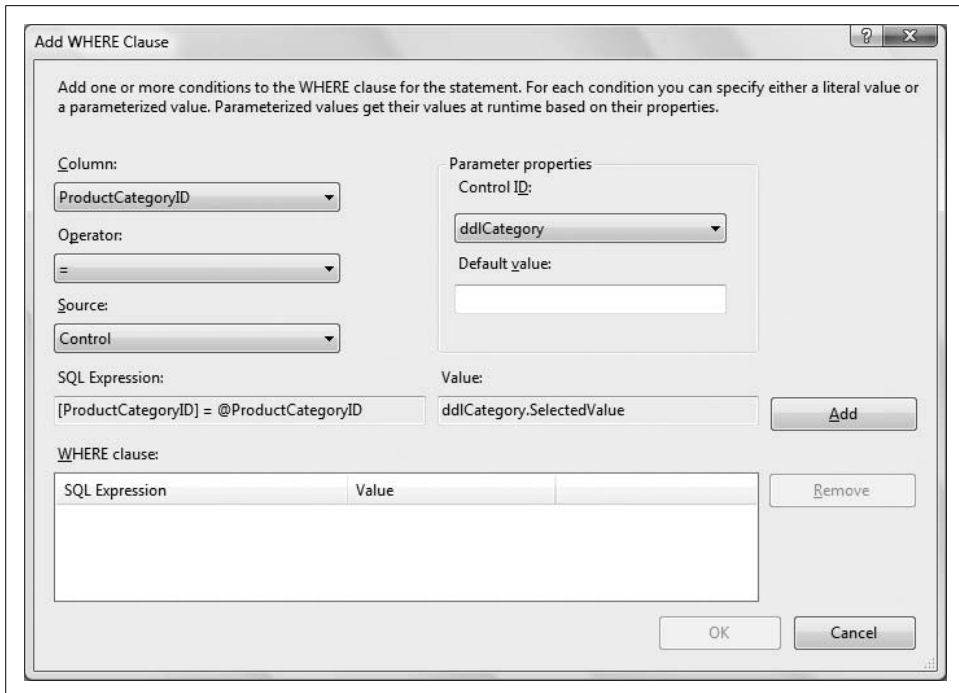 Add WHERE Clause
Add one or more conditions to the WHERE clause for the statement. For each condition you can specify either a literal value or
a parameterized value. Parameterized values get their values at runtime based on their properties.
Column:
ProductCategoryID
Operator:
=
Source:
Control
Parameter properties
Control ID:
ddlCategory
Default value:
SQL Expression:
[ProductCategoryID] = @ProductCategoryID
Value:
ddlCategory.SelectedValue
Add
WHERE clause:
SQL Expression Value
Remove
OK
Cancel